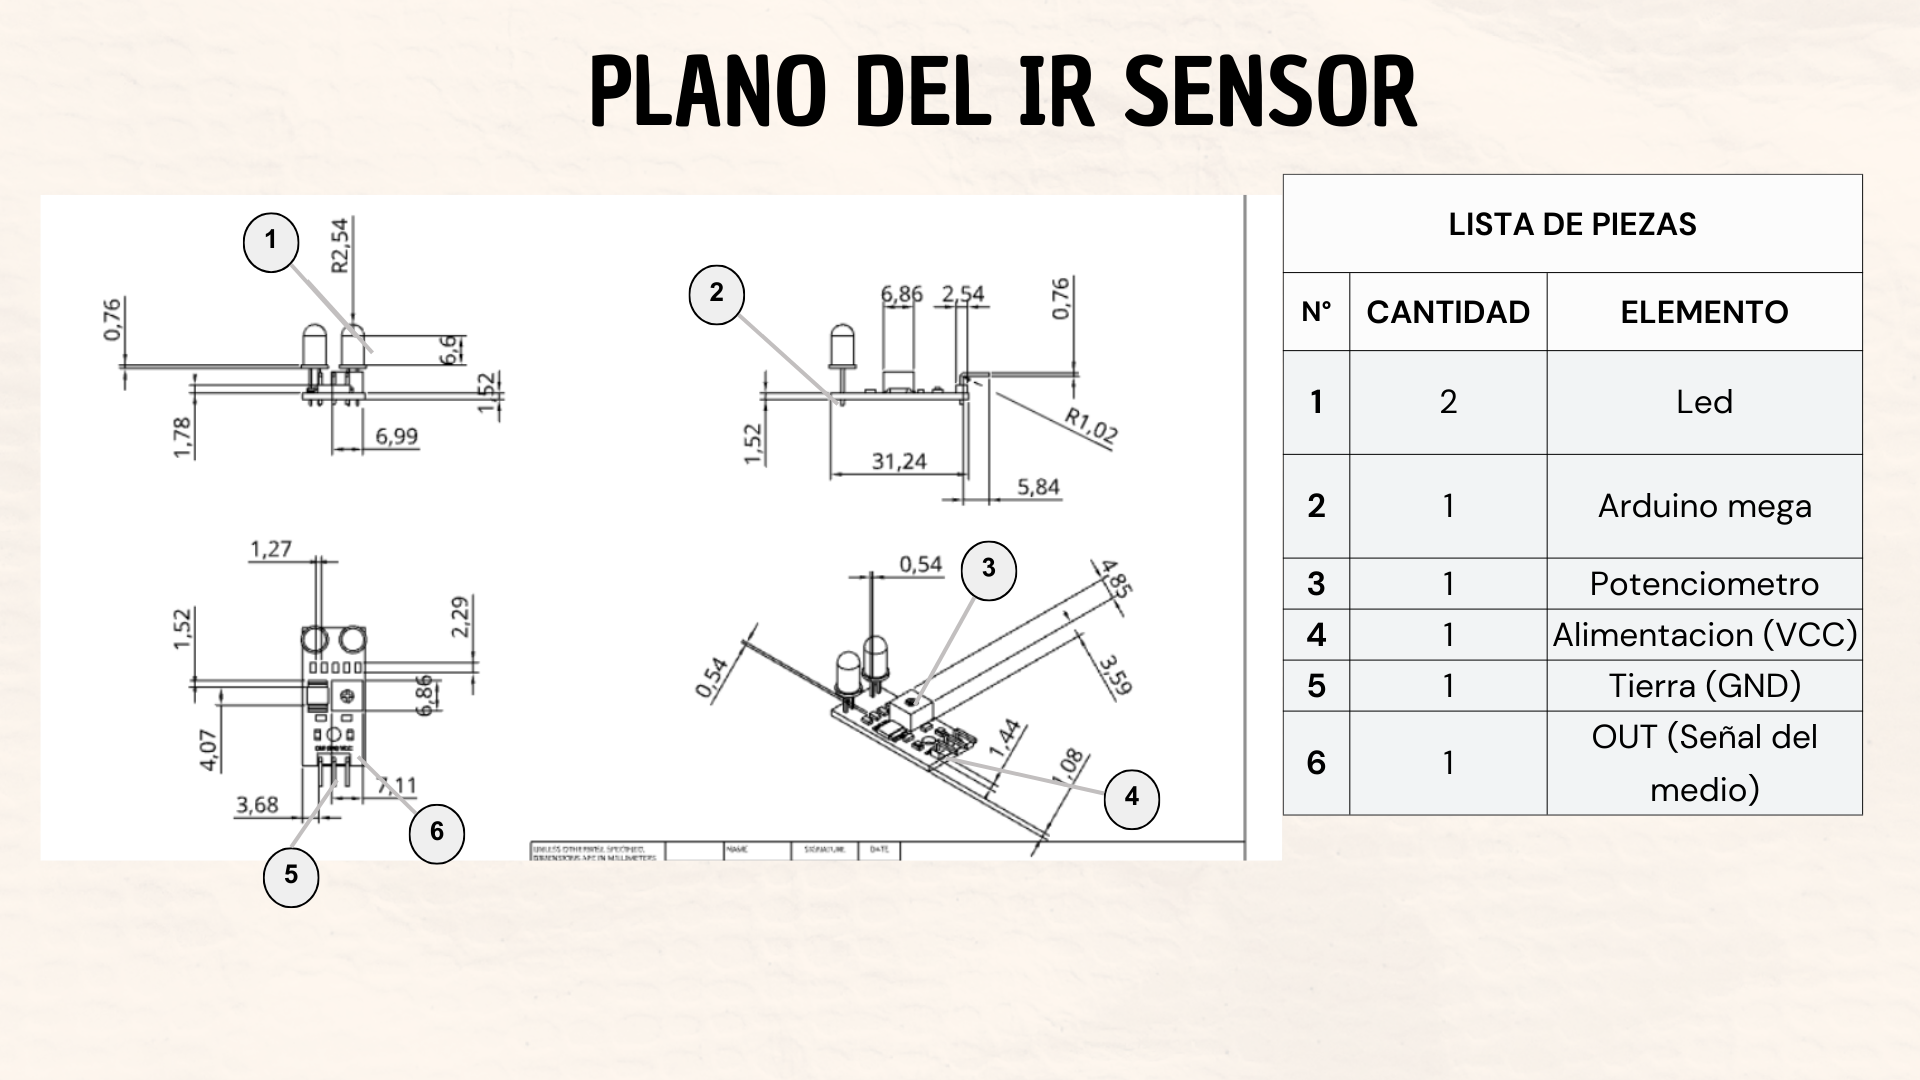 PLANO DEL IR SENSOR
1
R2,54
0,76
6,6
1,52
1,78
6,99
2
6,86
2,54
0,76
1,52
R1,02
31,24
5,84
1,27
1,52
2,29
6,86
4,07
7,11
3,68
5
6
0,54
3
4,85
0,54
3,59
1,44
1,08
4
UNLESS OTHERWISE SPECIFIED,
DIMENSIONS ARE IN MILLIMETERS
NAME
SIGNATURE
DATE
LISTA DE PIEZAS
N° CANTIDAD ELEMENTO
1 2 Led
2 1 Arduino mega
3 1 Potenciometro
4 1 Alimentacion (VCC)
5 1 Tierra (GND)
6 1 OUT (Señal del
medio)